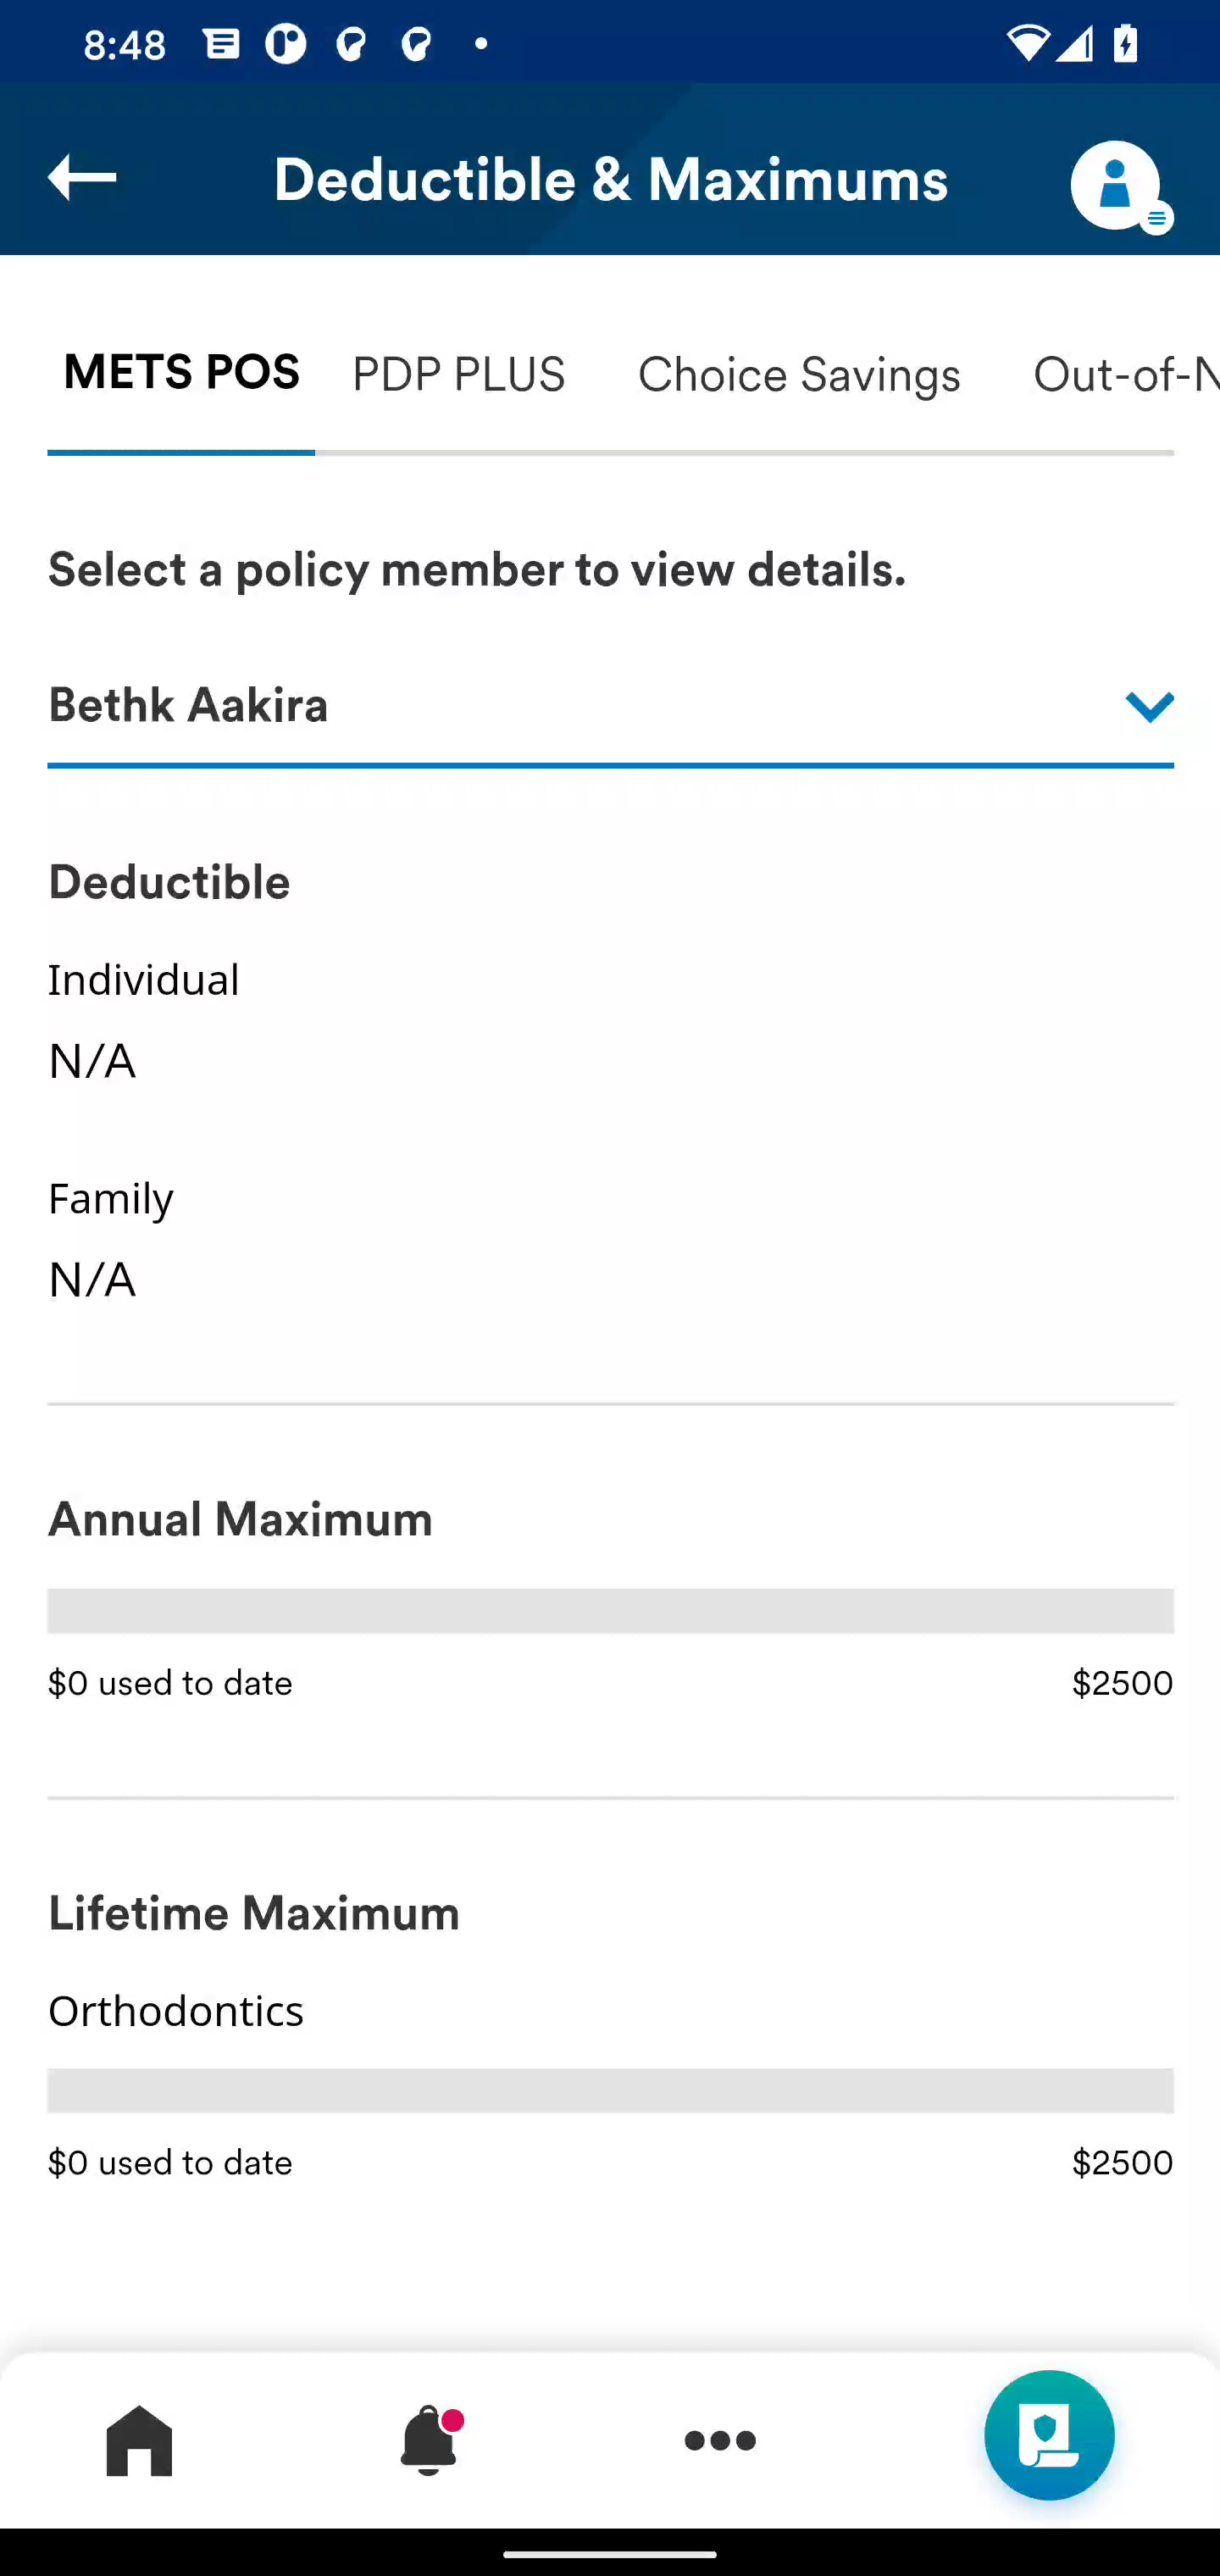 8:48
Deductible & Maximums
METS POS PDP PLUS Choice Savings Out-of-N
Select a policy member to view details.
Bethk Aakira
Deductible
Individual
N/A
Family
N/A
Annual Maximum
$0 used to date $2500
Lifetime Maximum
Orthodontics
$0 used to date $2500